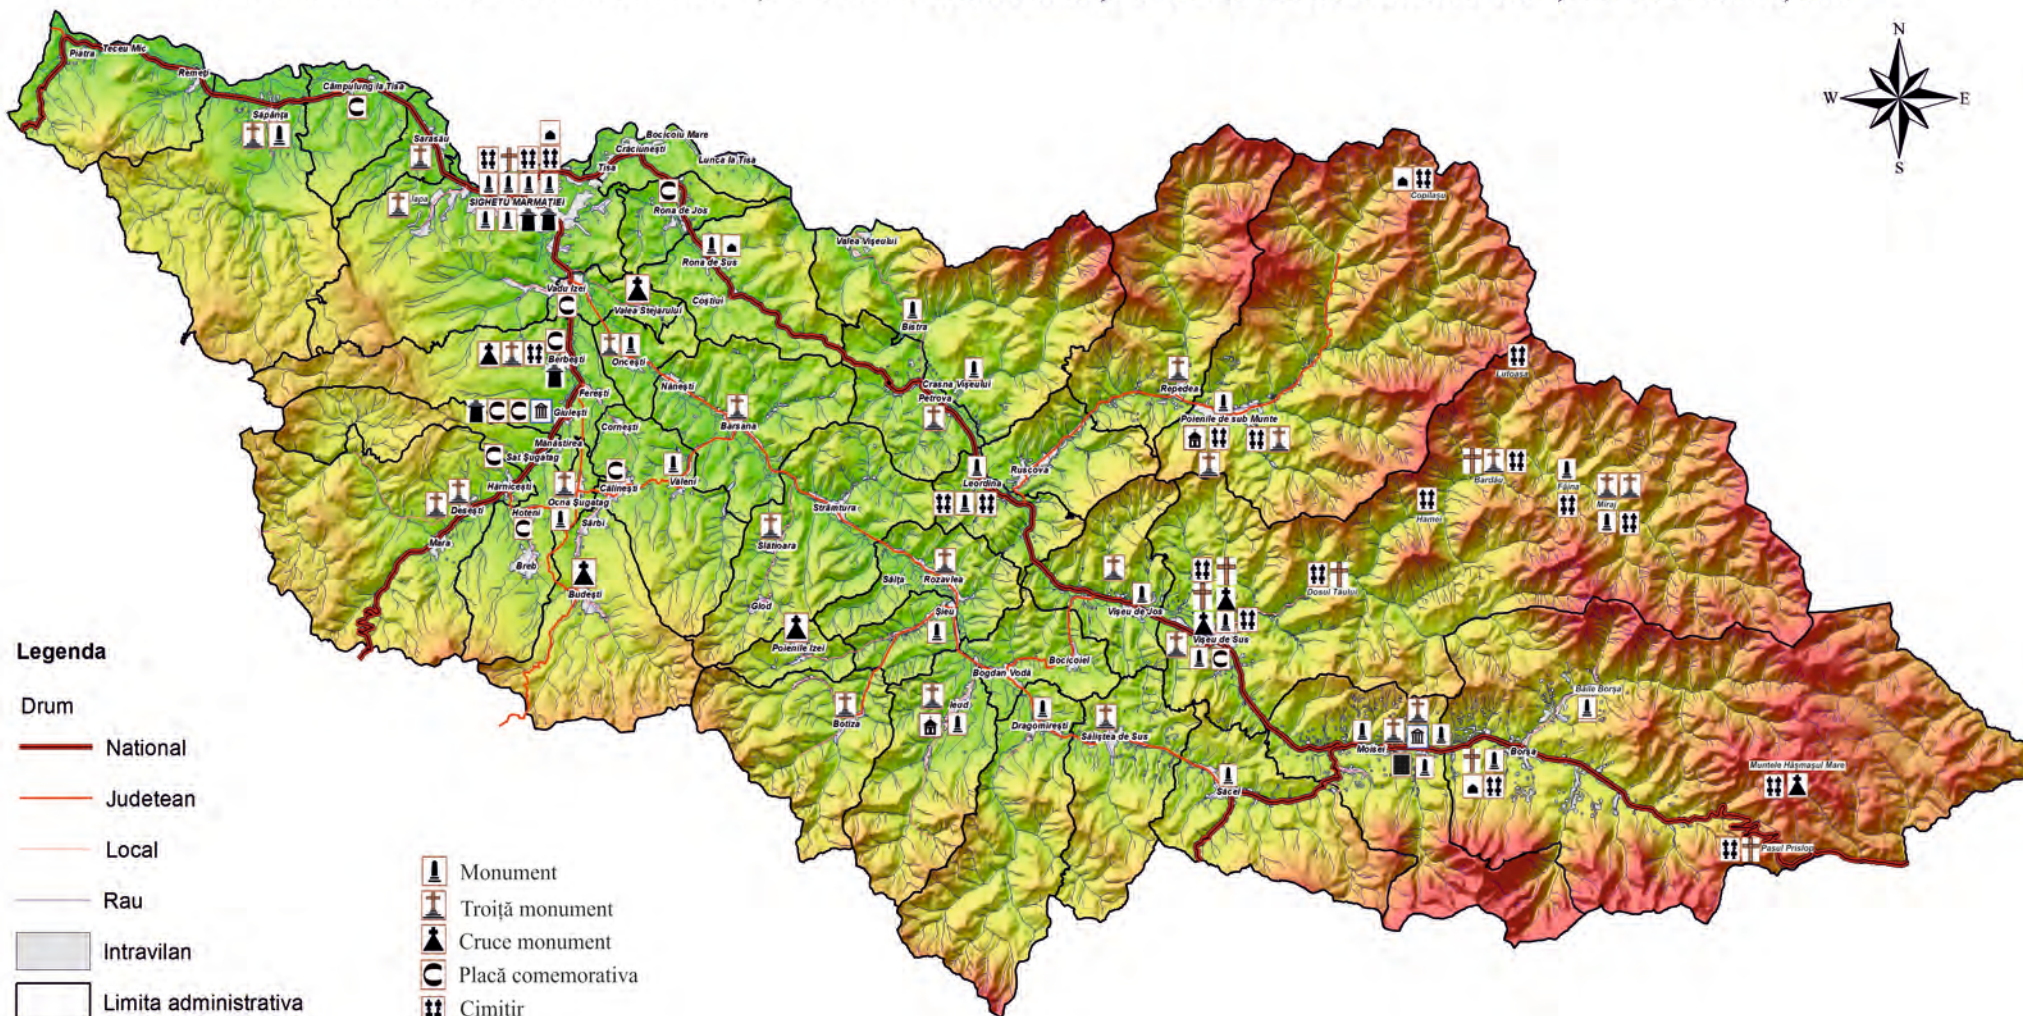 N
W
E
S
Piatra
Teceu Mic
Remeți
Câmpulung la Tisa
Săpânța
Sarasău
Iapa
SIGHETU MARMAȚIEI
Tisa
Crăciunești
Bocicoiu Mare
Lunca la Tisa
Rona de Jos
Rona de Sus
Coștiui
Valea Vișeului
Bistra
Crasna Vișeului
Petrova
Copilașu
Lutoasa
Repedea
Poienile de sub Munte
Ruscova
Leordina
Vadu Izei
Valea Stejarului
Berbești
Oncești
Ferești
Nănești
Giulești
Bârsana
Cornești
Mănăstirea
Sat Șugatag
Hărnicești
Ocna Șugatag
Călinești
Văleni
Desești
Hoteni
Sârbi
Mara
Breb
Budești
Strâmtura
Slătioara
Glod
Poienile Izei
Sâița
Rozavlea
Șieu
Botiza
Ieud
Bogdan Vodă
Bocicoiel
Dragomirești
Săliștea de Sus
Săcel
Vișeu de Jos
Vișeu de Sus
Dosul Tăului
Hamei
Bardău
Făina
Miraj
Moisei
Borșa
Băile Borșa
Muntele Hășmașul Mare
Pasul Prislop
Legenda
Drum
National
Judetean
Local
Rau
Intravilan
Limita administrativa
Monument
Troiță monument
Cruce monument
Placă comemorativa
Cimitir